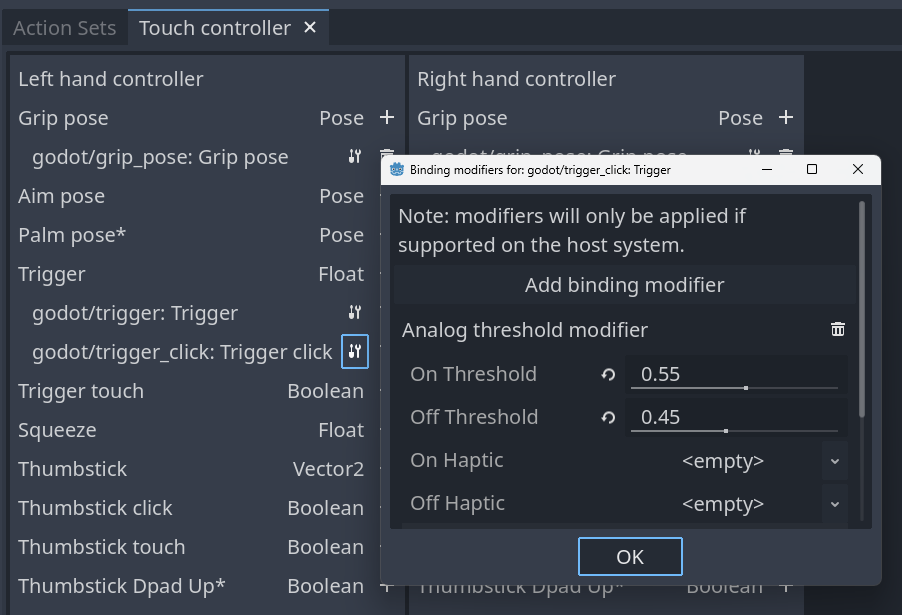 Action Sets
Touch controller
Left hand controller
Right hand controller
Grip pose Pose
Grip pose Pose
godot/grip_pose: Grip pose
godot/grip_pose: Grip pose
Aim pose Pose
Palm pose* Pose
Trigger Float
godot/trigger: Trigger
godot/trigger_click: Trigger click
Trigger touch Boolean
Squeeze Float
Thumbstick Vector2
Thumbstick click Boolean
Thumbstick touch Boolean
Thumbstick Dpad Up* Boolean
Thumbstick Dpad Up* Boolean
Binding modifiers for: godot/trigger_click: Trigger
Note: modifiers will only be applied if
supported on the host system.
Add binding modifier
Analog threshold modifier
On Threshold 0.55
Off Threshold 0.45
On Haptic <empty>
Off Haptic <empty>
OK